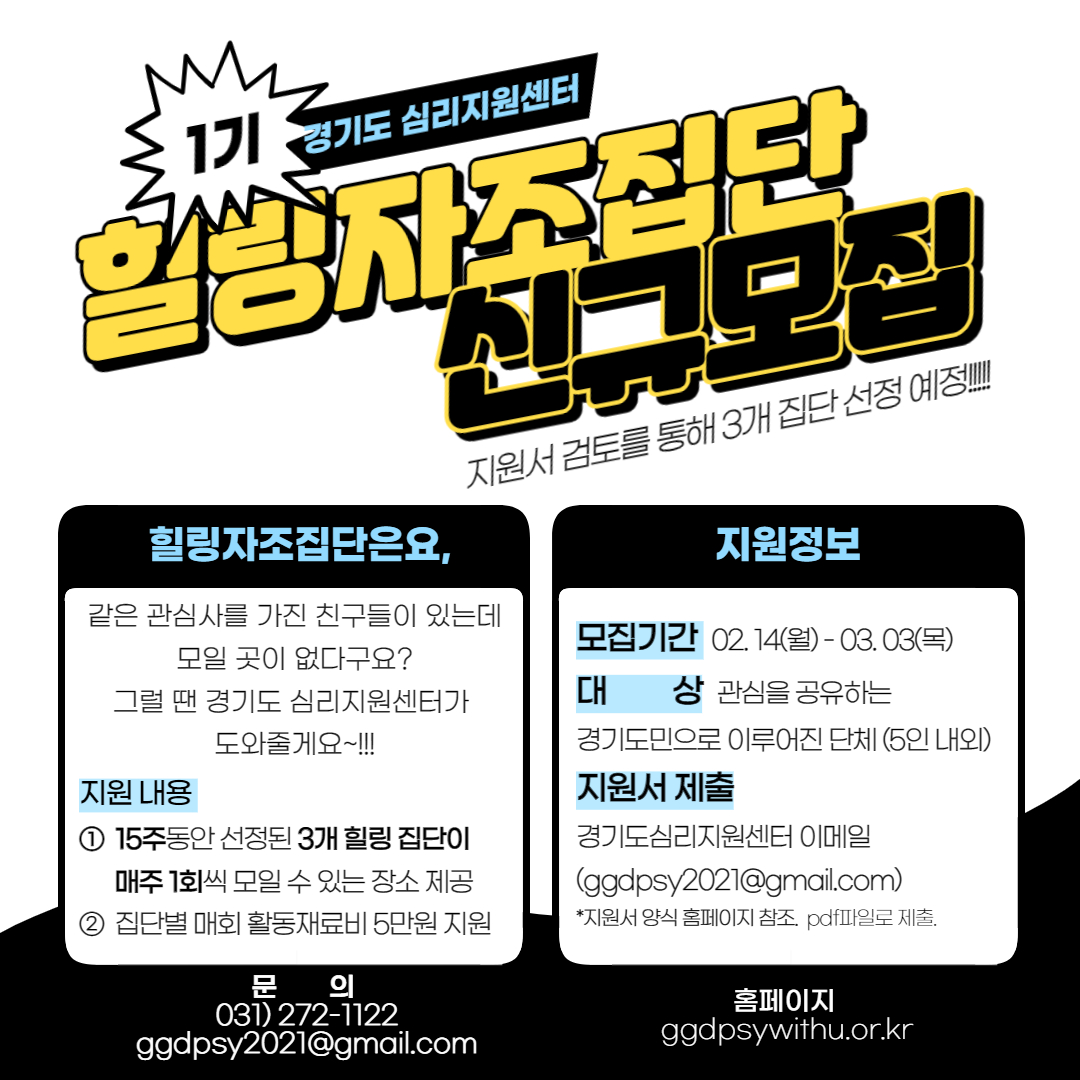 1기
경기도 심리지원센터
힐링자조집단
신규모집
지원서 검토를 통해 3개 집단 선정 예정!!!!!
힐링자조집단은요,
같은 관심사를 가진 친구들이 있는데
모일 곳이 없다구요?
그럴 땐 경기도 심리지원센터가
도와줄게요~!!!
지원 내용
① 15주동안 선정된 3개 힐링 집단이
매주 1회씩 모일 수 있는 장소 제공
② 집단별 매회 활동재료비 5만원 지원
지원정보
모집기간 02. 14(월) - 03. 03(목)
대 상 관심을 공유하는
경기도민으로 이루어진 단체 (5인 내외)
지원서 제출
경기도심리지원센터 이메일
(ggdpsy2021@gmail.com)
*지원서 양식 홈페이지 참조. pdf파일로 제출.
문 의
031) 272-1122
ggdpsy2021@gmail.com
홈페이지
ggdpsywithu.or.kr